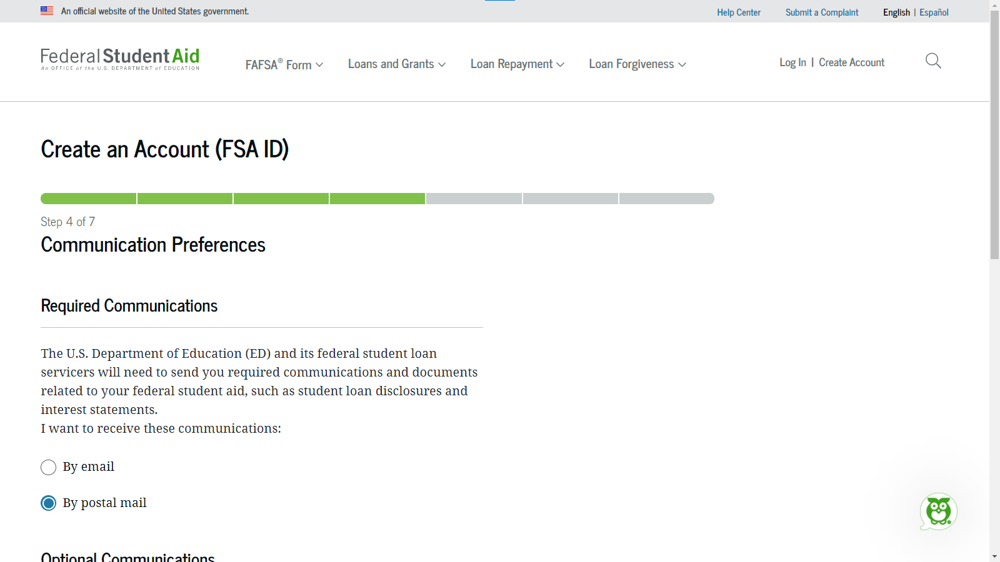 An official website of the United States government.
Help Center
Submit a Complaint
English | Español
Federal StudentAid
An OFFICE of the U.S. DEPARTMENT of EDUCATION
FAFSA® Form
Loans and Grants
Loan Repayment
Loan Forgiveness
Log In | Create Account
Create an Account (FSA ID)
Step 4 of 7
Communication Preferences
Required Communications
The U.S. Department of Education (ED) and its federal student loan
servicers will need to send you required communications and documents
related to your federal student aid, such as student loan disclosures and
interest statements.
I want to receive these communications:
By email
By postal mail
Optional Communications